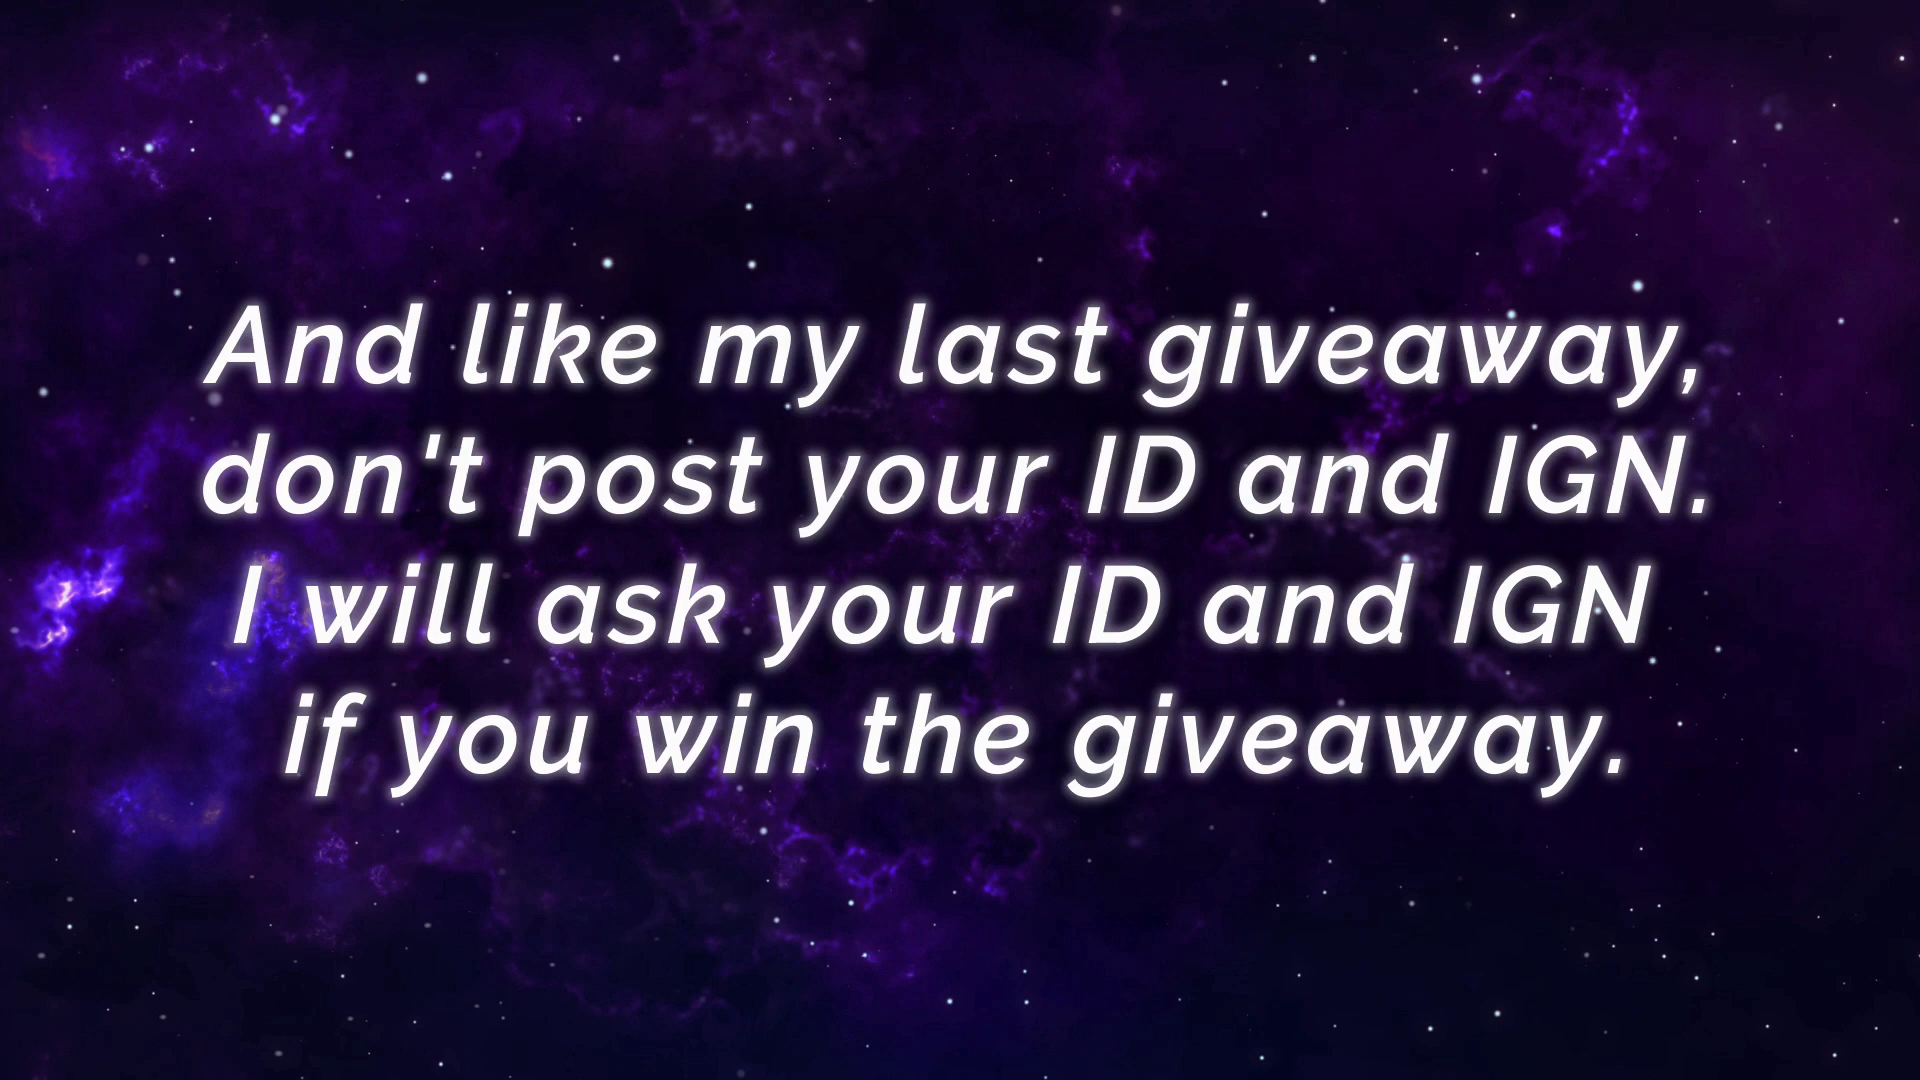 And like my last giveaway,
don't post your ID and IGN.
I will ask your ID and IGN
if you win the giveaway.